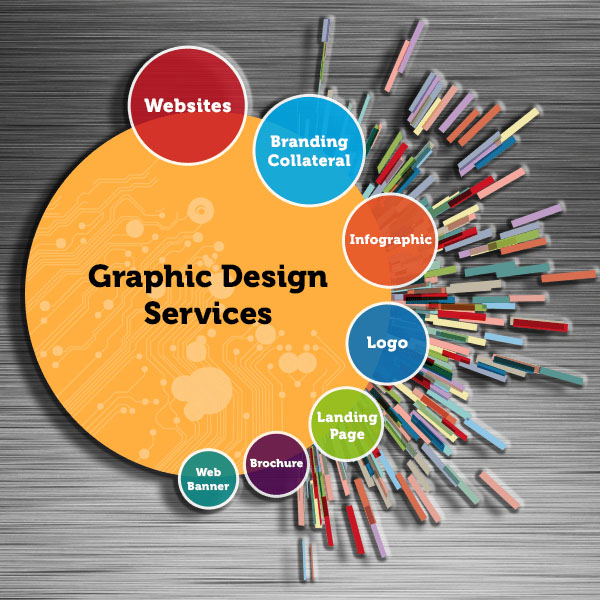 Websites
Branding
Collateral
Infographic
Graphic Design
Services
Logo
Landing
Page
Brochure
Web
Banner